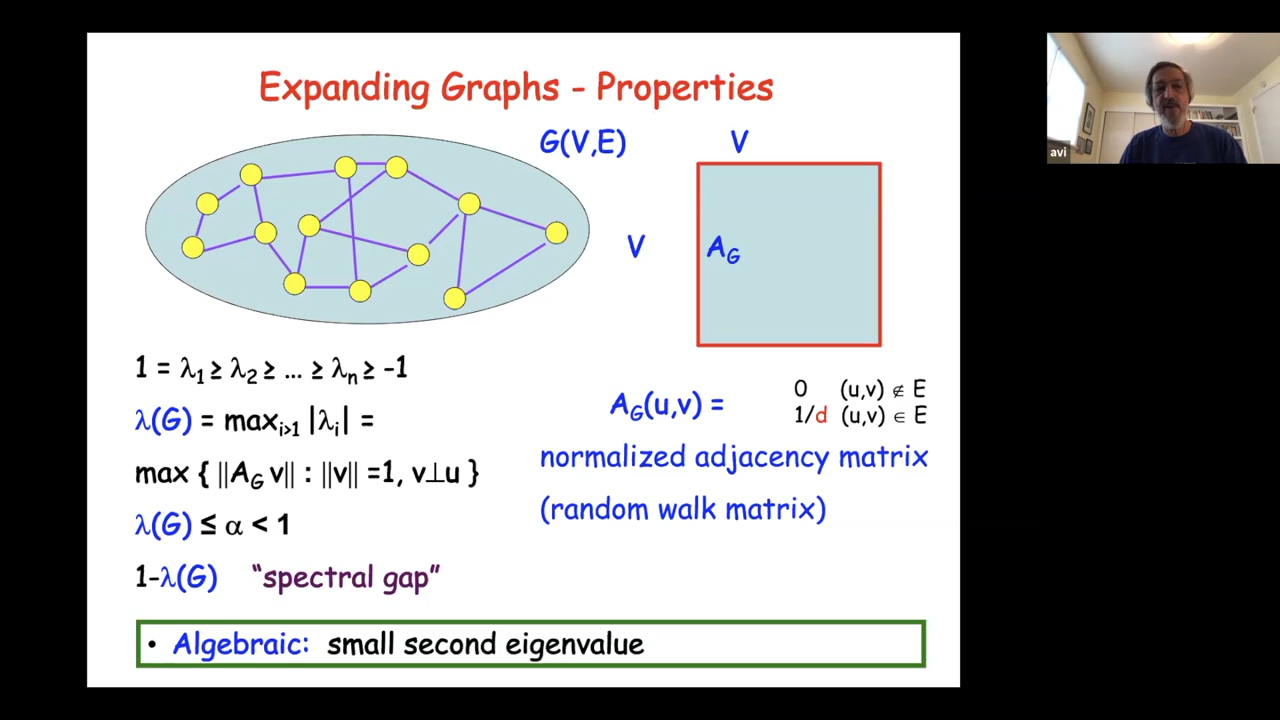 Expanding Graphs - Properties
G(V,E)
V
V
A_G
1 = λ₁ ≥ λ₂ ≥ ... ≥ λₙ ≥ -1
λ(G) = max_{i>1} |λᵢ| =
max { ||A_G v|| : ||v|| =1, v⊥u }
λ(G) ≤ α < 1
1-λ(G) “spectral gap”
A_G(u,v) =
0 (u,v) ∉ E
1/d (u,v) ∈ E
normalized adjacency matrix
(random walk matrix)
• Algebraic: small second eigenvalue
avi